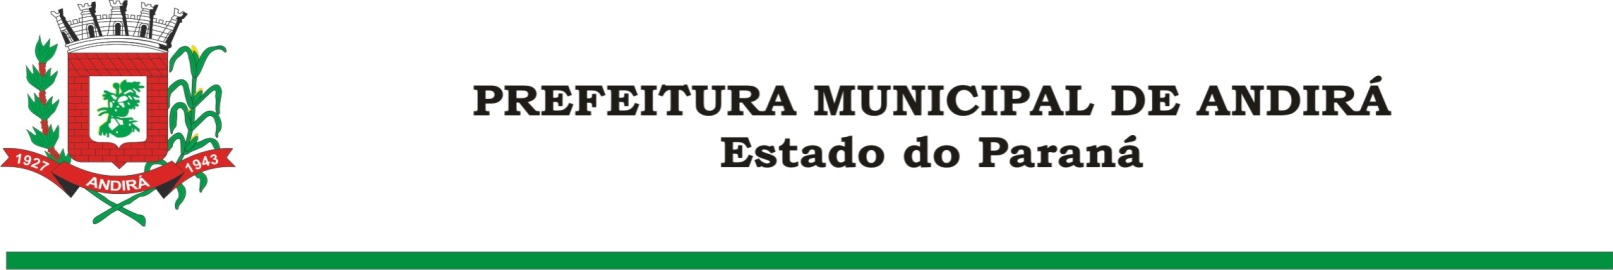 PREFEITURA MUNICIPAL DE ANDIRÁ
Estado do Paraná
1927
ANDIRÁ
1943